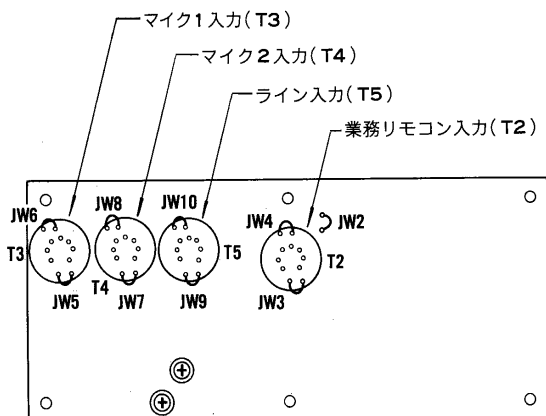 マイク1入力(T3)
マイク2入力(T4)
ライン入力(T5)
業務リモコン入力(T2)
JW6
JW8
JW10
JW4
JW2
T3
T5
T2
JW5
T4
JW7
JW9
JW3